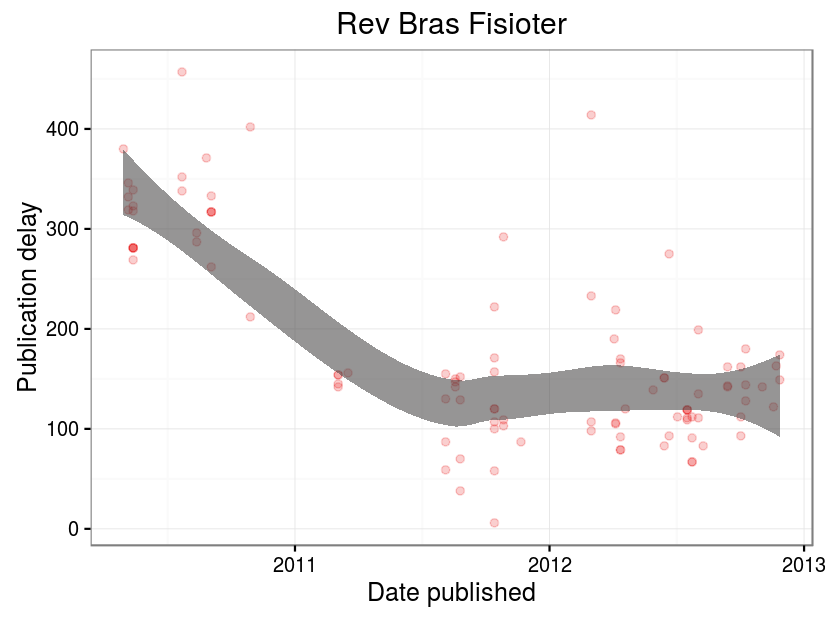 Rev Bras Fisioter
Publication delay
400
300
200
100
0
2011
2012
2013
Date published